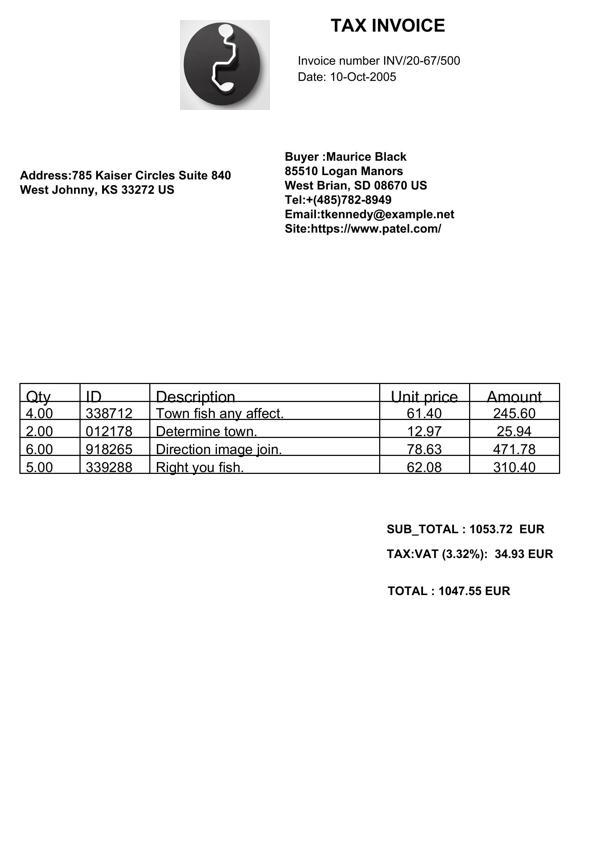 TAX INVOICE
Invoice number INV/20-67/500
Date: 10-Oct-2005
Address:785 Kaiser Circles Suite 840
West Johnny, KS 33272 US
Buyer :Maurice Black
85510 Logan Manors
West Brian, SD 08670 US
Tel:+(485)782-8949
Email:tkennedy@example.net
Site:https://www.patel.com/
Qty ID Description Unit price Amount
4.00 338712 Town fish any affect. 61.40 245.60
2.00 012178 Determine town. 12.97 25.94
6.00 918265 Direction image join. 78.63 471.78
5.00 339288 Right you fish. 62.08 310.40
SUB_TOTAL : 1053.72 EUR
TAX:VAT (3.32%): 34.93 EUR
TOTAL : 1047.55 EUR